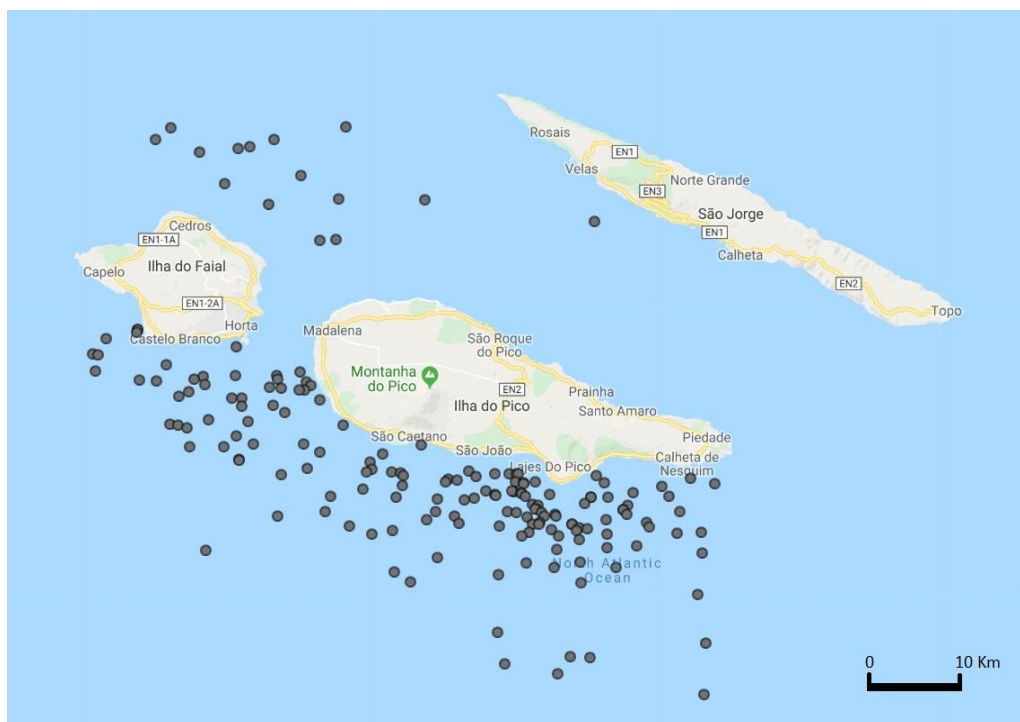 Rosais
EN1
Velas
Norte Grande
EN3
São Jorge
EN1
Calheta
EN2
Topo
Cedros
EN1-1A
Capelo
Ilha do Faial
EN1-2A
Horta
Castelo Branco
Madalena
São Roque
do Pico
Montanha
do Pico
EN2
Prainha
Ilha do Pico
Santo Amaro
São Caetano
Piedade
São João
Lajes Do Pico
Calheta de
Nesquim
North Atlantic
Ocean
0 10 Km